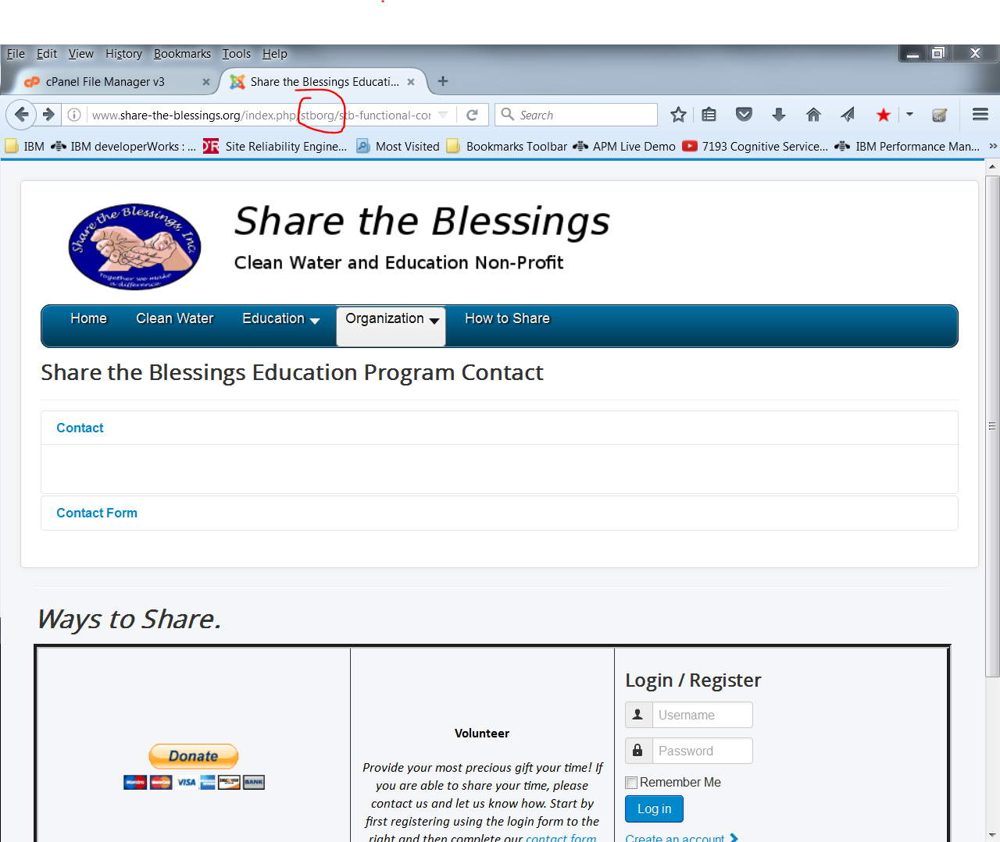 File Edit View History Bookmarks Tools Help
cPanel File Manager v3 × Share the Blessings Educati... × +
www.share-the-blessings.org/index.php/stborg/stb-functional-cor Search
IBM IBM developerWorks : ... Site Reliability Engine... Most Visited Bookmarks Toolbar APM Live Demo 7193 Cognitive Service... IBM Performance Man... »
Share the Blessings, Inc.
Together we make
a difference
Share the Blessings
Clean Water and Education Non-Profit
Home Clean Water Education Organization How to Share
Share the Blessings Education Program Contact
Contact
Contact Form
Ways to Share.
Donate
Maestro MasterCard VISA DISCOVER BANK
Volunteer
Provide your most precious gift your time! If
you are able to share your time, please
contact us and let us know how. Start by
first registering using the login form to the
right and then complete our contact form
Login / Register
Username
Password
Remember Me
Log in
Create an account